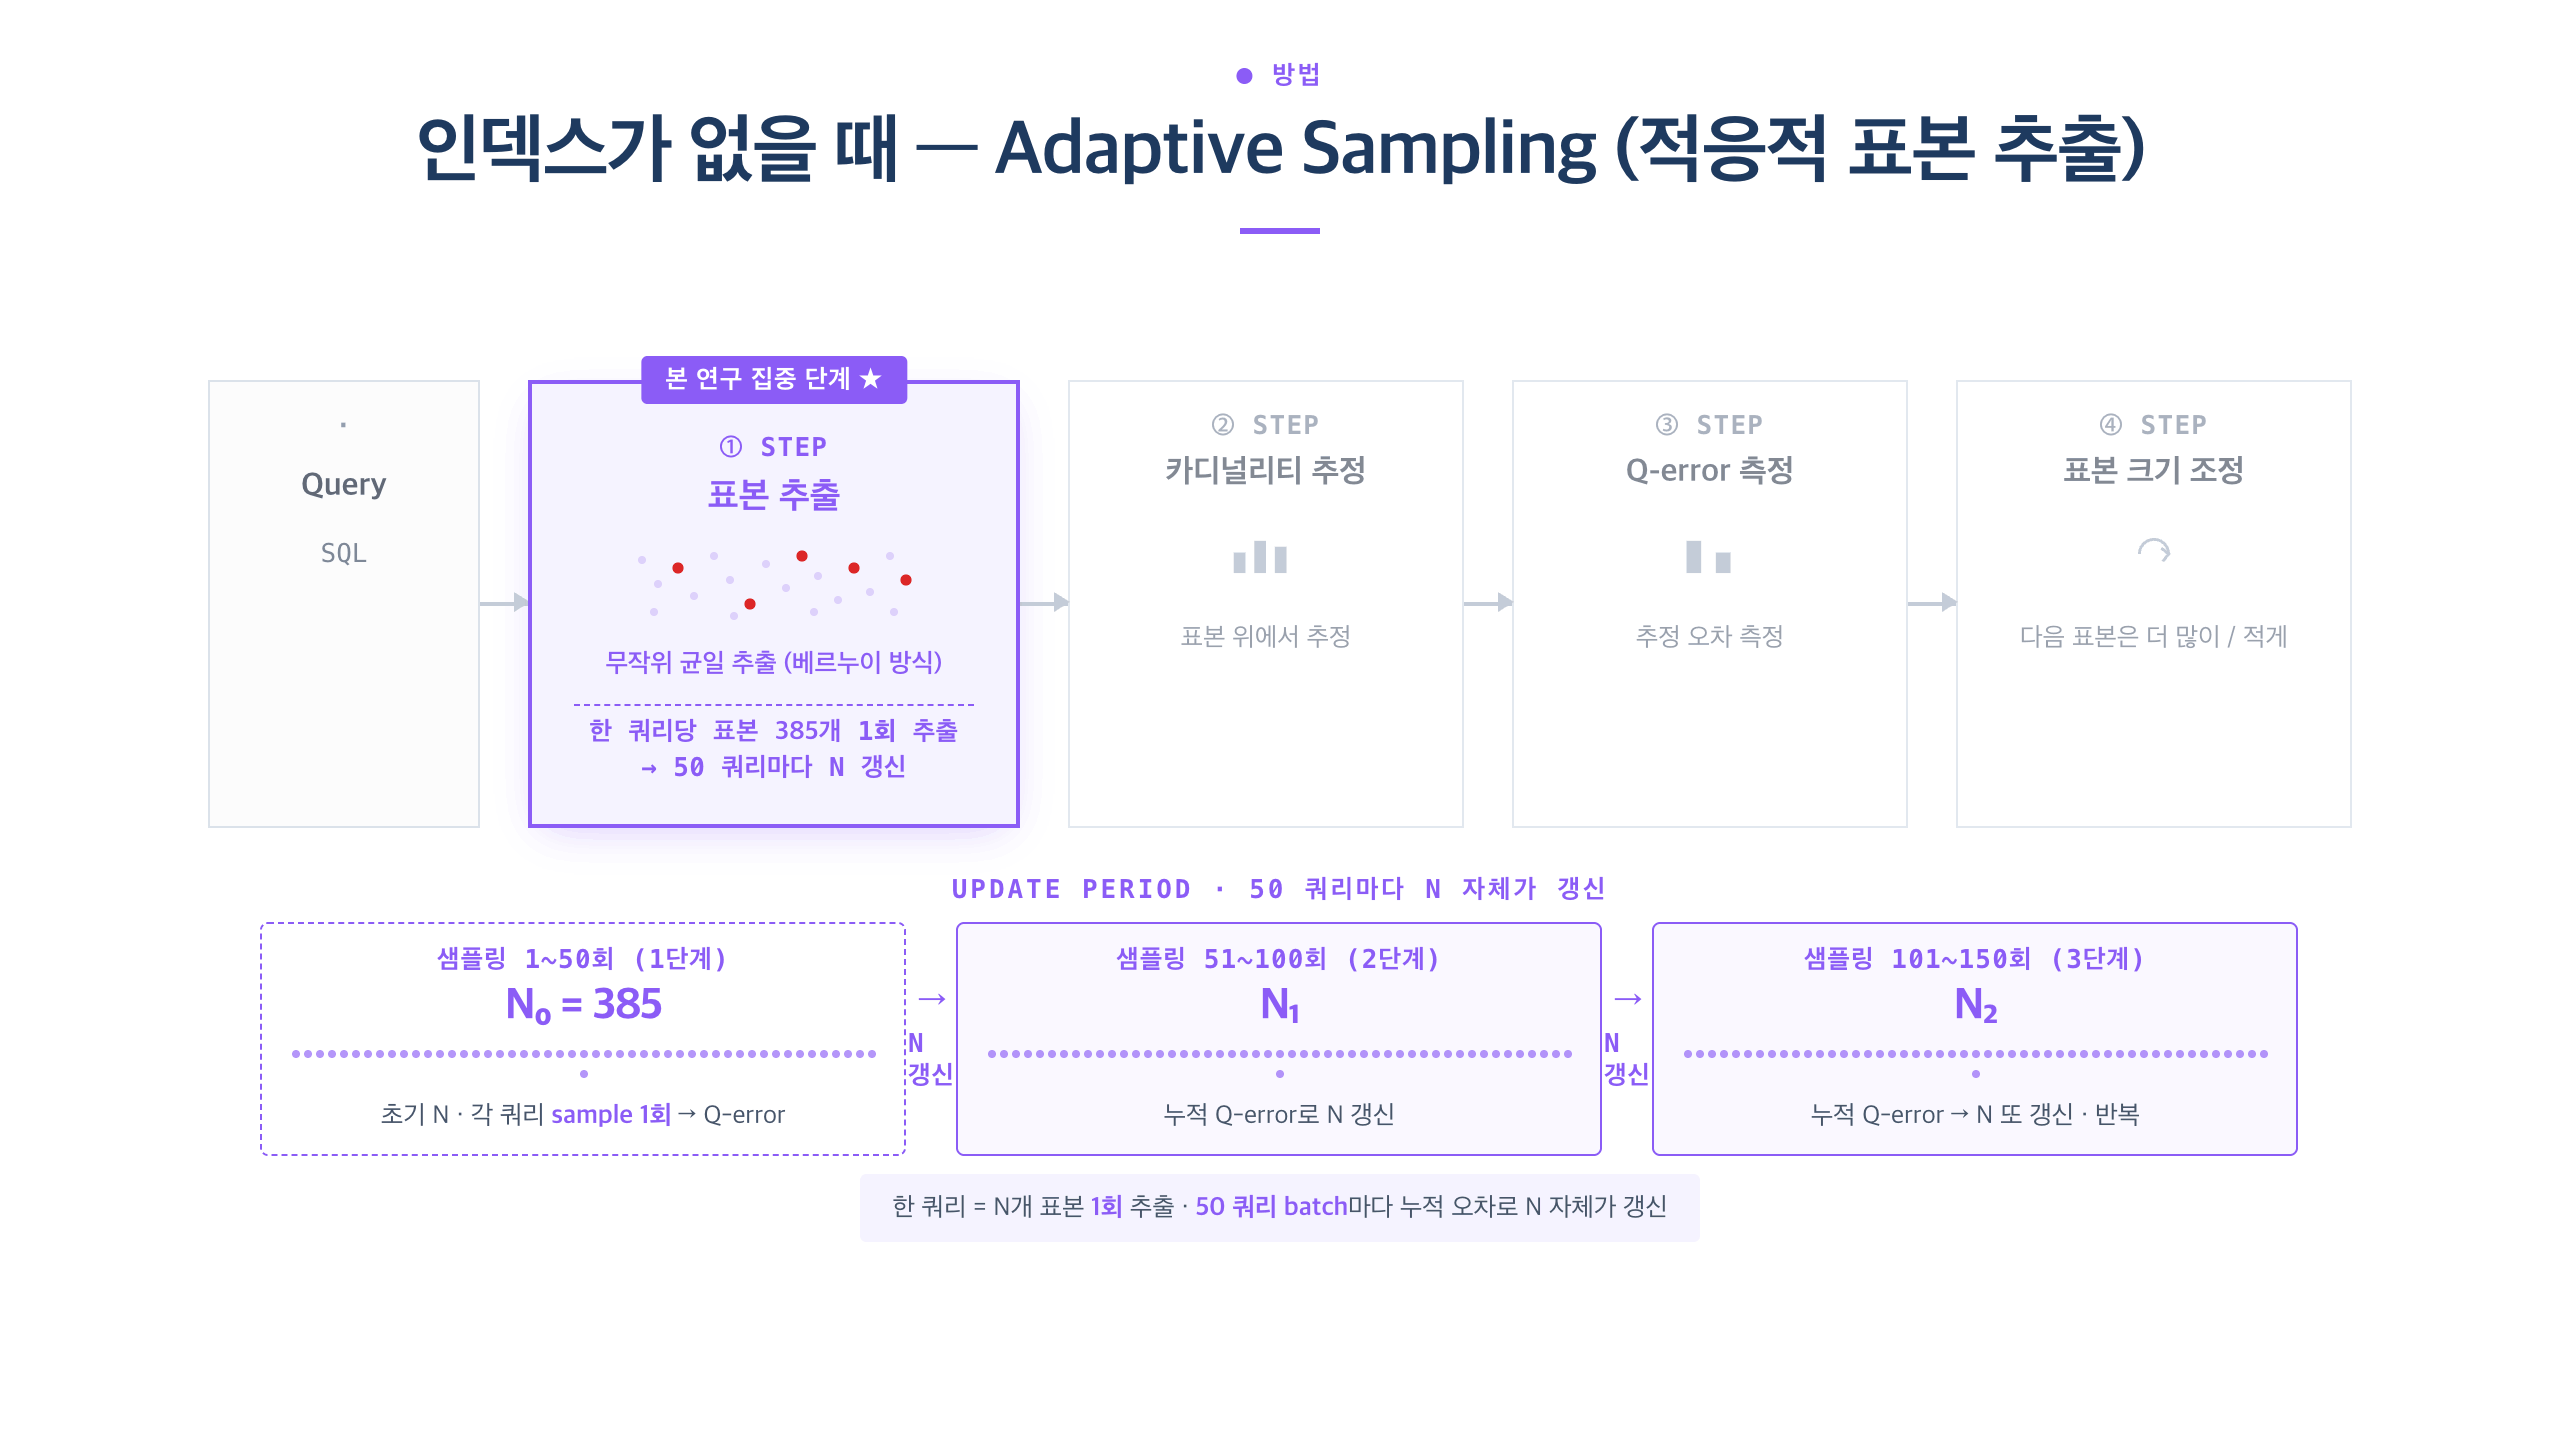 ● 방법
인덱스가 없을 때 — Adaptive Sampling (적응적 표본 추출)
·
Query
SQL
본 연구 집중 단계 ★
① STEP
표본 추출
무작위 균일 추출 (베르누이 방식)
한 쿼리당 표본 385개 1회 추출
→ 50 쿼리마다 N 갱신
② STEP
카디널리티 추정
표본 위에서 추정
③ STEP
Q-error 측정
추정 오차 측정
④ STEP
표본 크기 조정
다음 표본은 더 많이 / 적게
UPDATE PERIOD · 50 쿼리마다 N 자체가 갱신
샘플링 1~50회 (1단계)
N₀ = 385
초기 N · 각 쿼리 sample 1회 → Q-error
→
N
갱신
샘플링 51~100회 (2단계)
N₁
누적 Q-error로 N 갱신
→
N
갱신
샘플링 101~150회 (3단계)
N₂
누적 Q-error → N 또 갱신 · 반복
한 쿼리 = N개 표본 1회 추출 · 50 쿼리 batch마다 누적 오차로 N 자체가 갱신